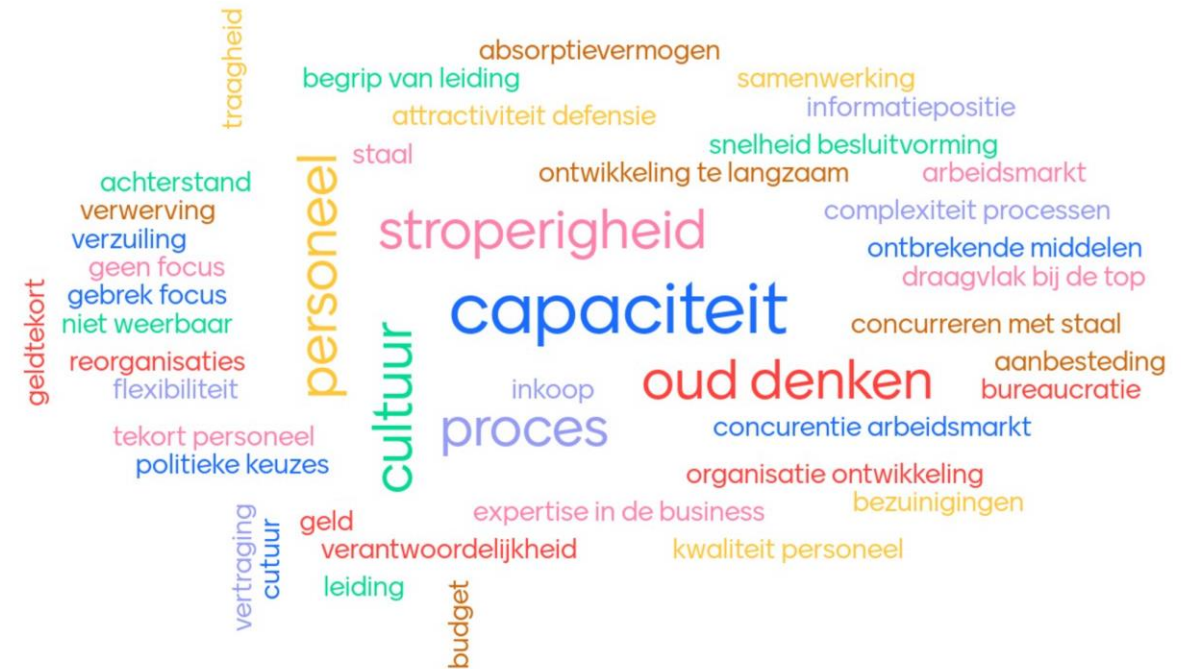 traagheid
absorptievermogen
begrip van leiding
samenwerking
attractiviteit defensie
informatiepositie
staal
snelheid besluitvorming
ontwikkeling te langzaam
arbeidsmarkt
achterstand
personeel
verwerving
stroperigheid
complexiteit processen
verzuiling
ontbrekende middelen
geen focus
draagvlak bij de top
gebrek focus
capaciteit
niet weerbaar
concurreren met staal
geldtekort
reorganisaties
aanbesteding
flexibiliteit
cultuur
inkoop
oud denken
bureaucratie
proces
concurentie arbeidsmarkt
tekort personeel
politieke keuzes
organisatie ontwikkeling
bezuinigingen
vertraging
cutuur
geld
expertise in de business
verantwoordelijkheid
kwaliteit personeel
leiding
budget